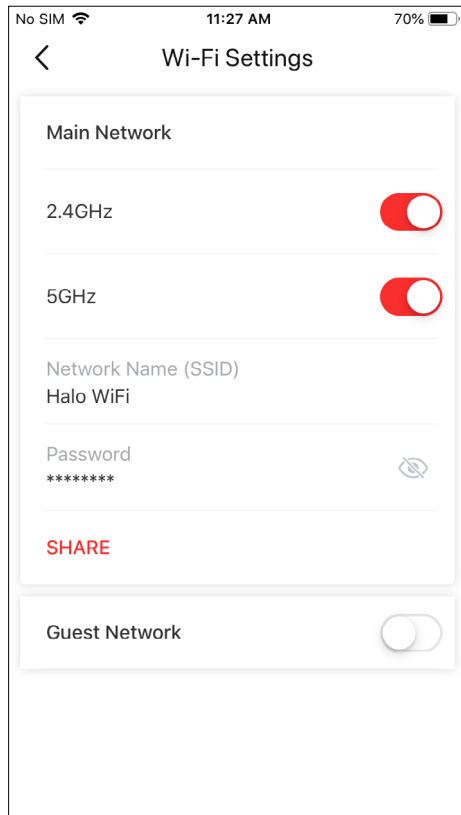 No SIM 11:27 AM 70%
Wi-Fi Settings
Main Network
2.4GHz
5GHz
Network Name (SSID)
Halo WiFi
Password
********
SHARE
Guest Network